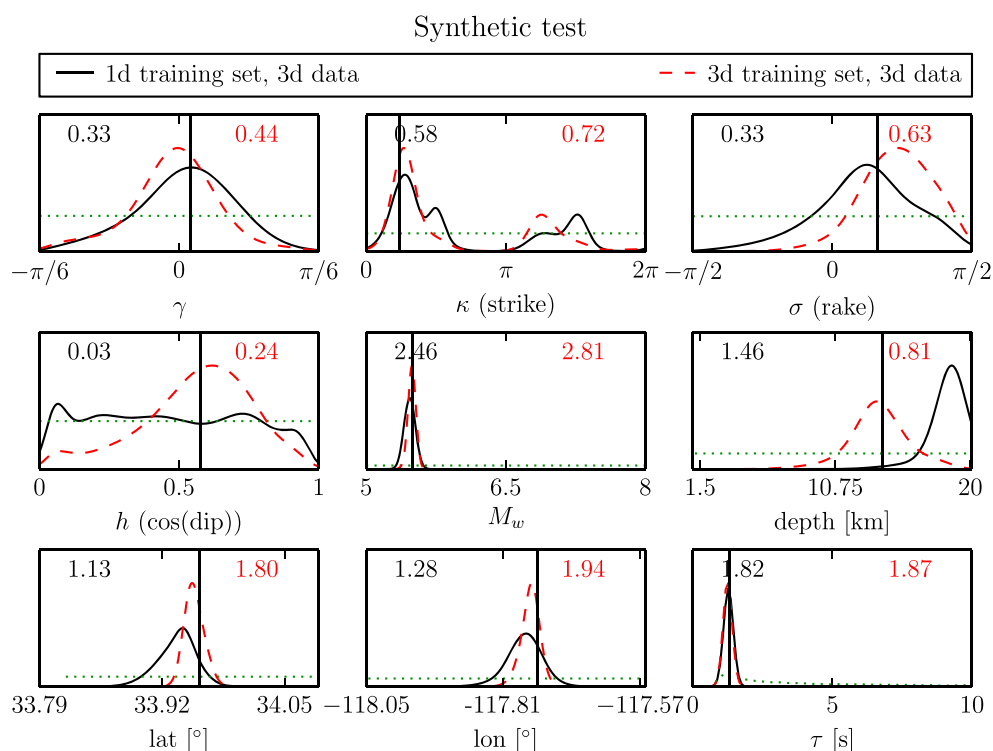 Synthetic test
1d training set, 3d data 3d training set, 3d data
0.33 0.44 0.58 0.72 0.33 0.63
−π/6 0 π/6 0 π 2π −π/2 0 π/2
γ κ (strike) σ (rake)
0.03 0.24 2.46 2.81 1.46 0.81
0 0.5 1 5 6.5 8 1.5 10.75 20
h (cos(dip)) M_w depth [km]
1.13 1.80 1.28 1.94 1.82 1.87
33.79 33.92 34.05 −118.05 -117.81 −117.57 0 5 10
lat [°] lon [°] τ [s]